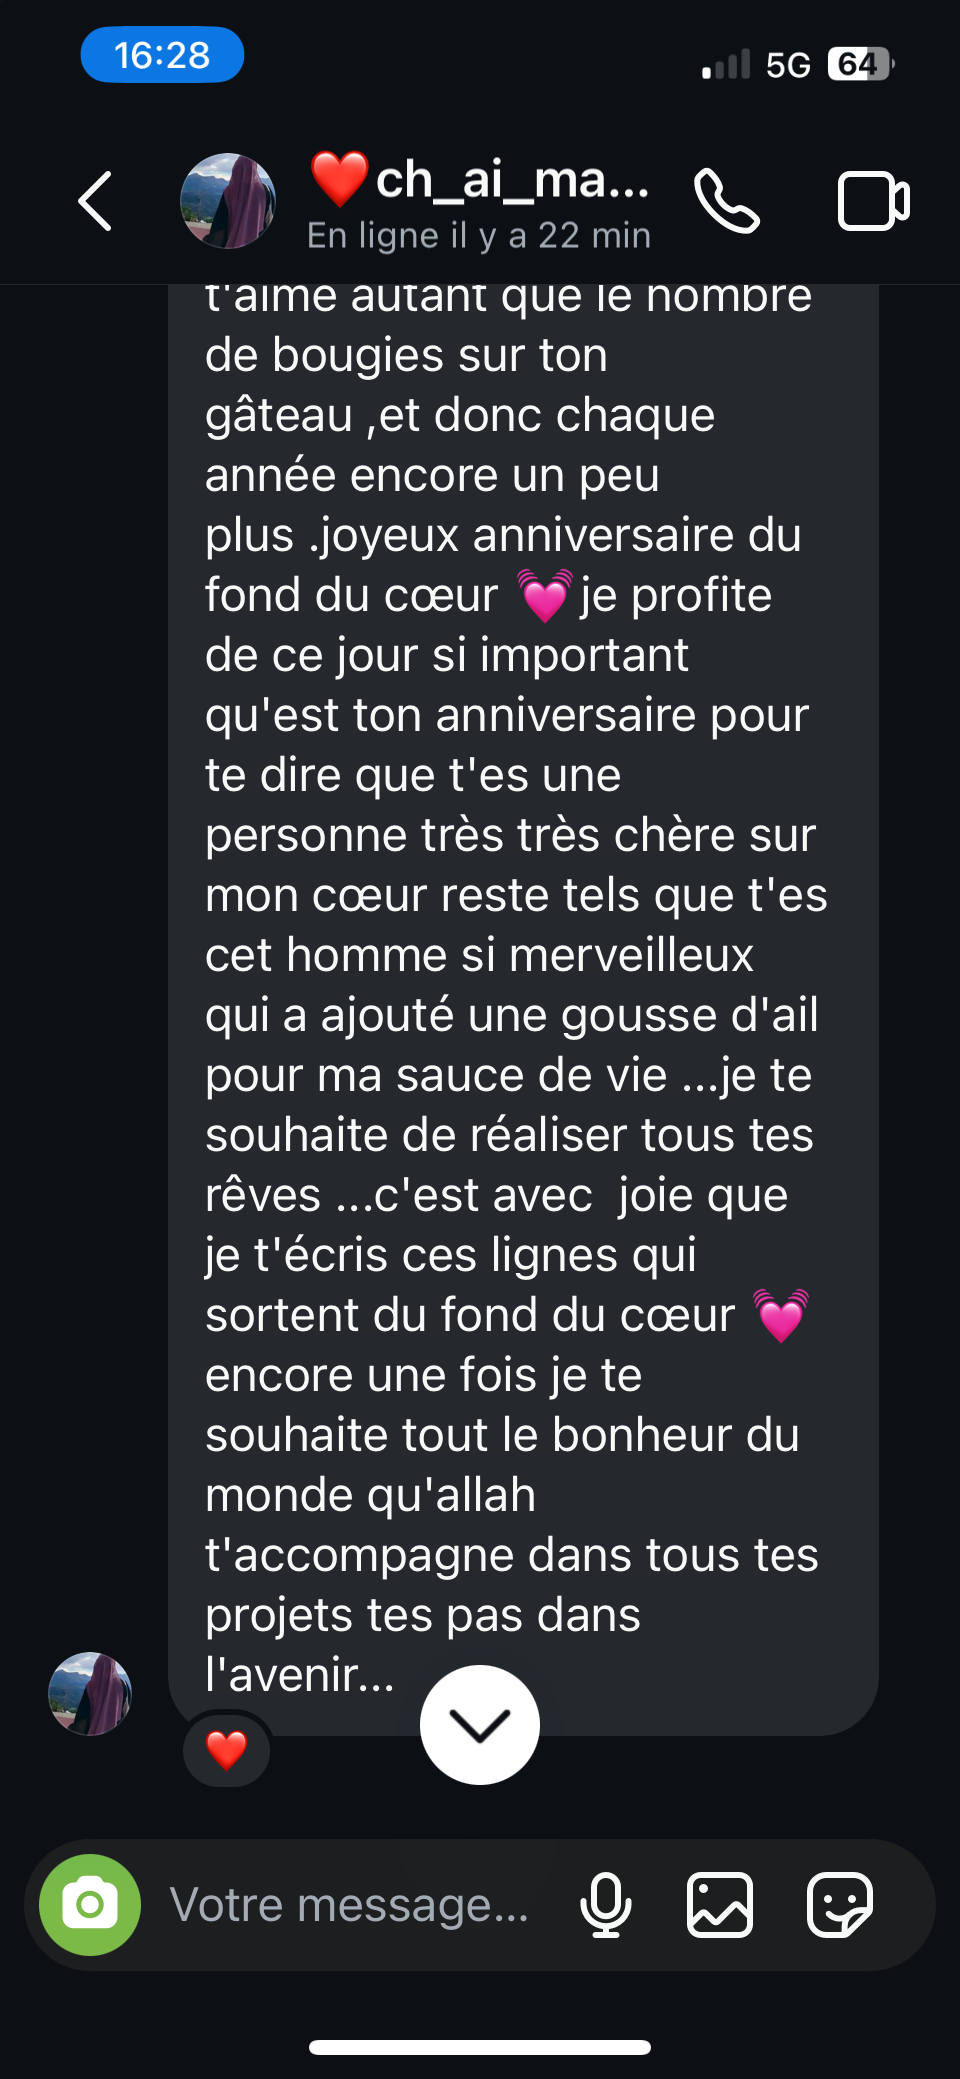 16:28
5G 64
❤️ch_ai_ma...
En ligne il y a 22 min
t'aime autant que le nombre
de bougies sur ton
gâteau ,et donc chaque
année encore un peu
plus .joyeux anniversaire du
fond du cœur 💓je profite
de ce jour si important
qu'est ton anniversaire pour
te dire que t'es une
personne très très chère sur
mon cœur reste tels que t'es
cet homme si merveilleux
qui a ajouté une gousse d'ail
pour ma sauce de vie ...je te
souhaite de réaliser tous tes
rêves ...c'est avec  joie que
je t'écris ces lignes qui
sortent du fond du cœur 💓
encore une fois je te
souhaite tout le bonheur du
monde qu'allah
t'accompagne dans tous tes
projets tes pas dans
l'avenir...
❤️
Votre message...